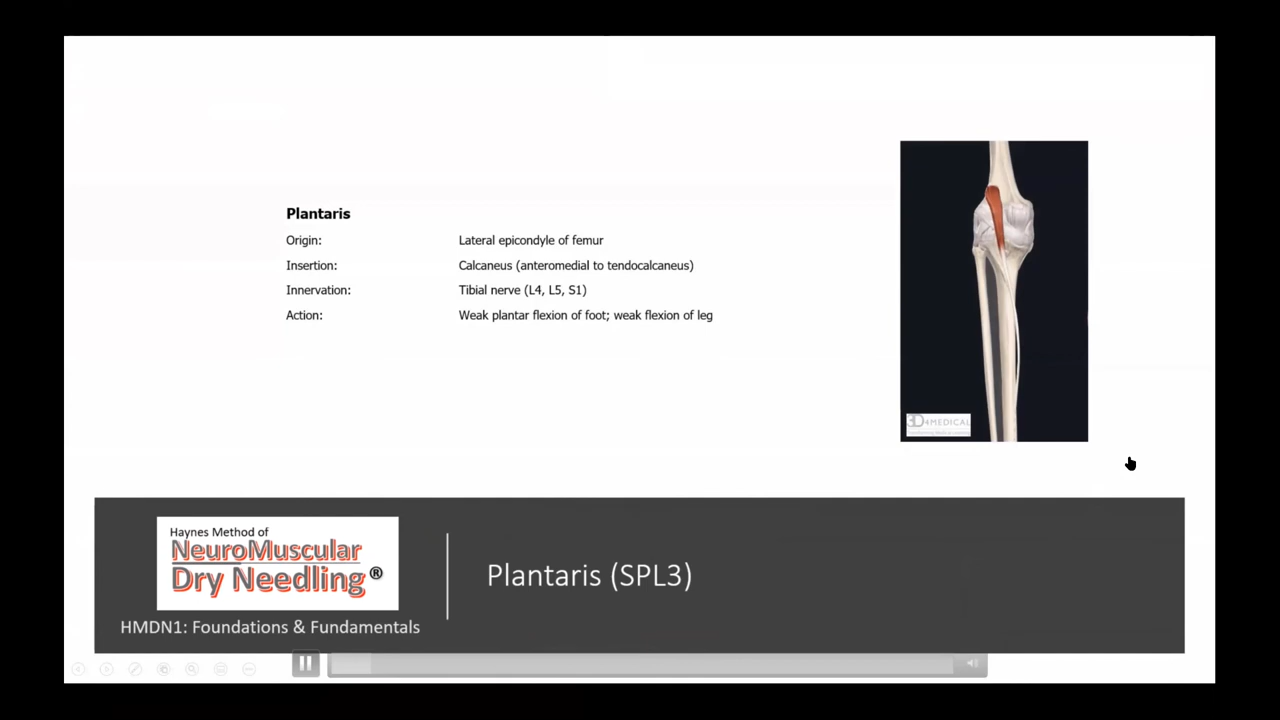 Plantaris
Origin: Lateral epicondyle of femur
Insertion: Calcaneus (anteromedial to tendocalcaneus)
Innervation: Tibial nerve (L4, L5, S1)
Action: Weak plantar flexion of foot; weak flexion of leg
3D4MEDICAL
Haynes Method of
NeuroMuscular
Dry Needling®
HMDN1: Foundations & Fundamentals
Plantaris (SPL3)